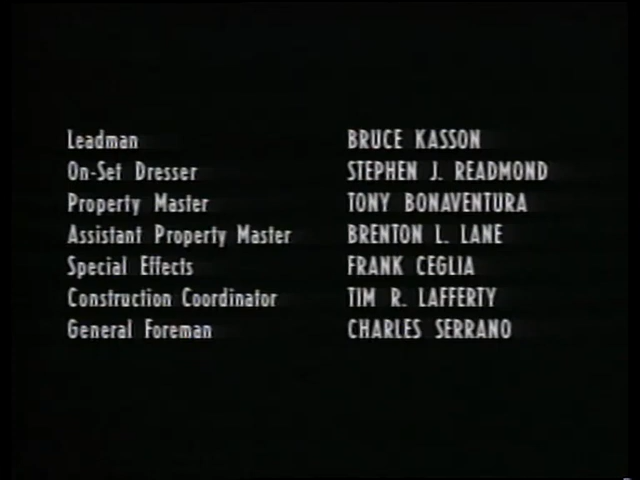 Leadman BRUCE KASSON
On-Set Dresser STEPHEN J. READMOND
Property Master TONY BONAVENTURA
Assistant Property Master BRENTON L. LANE
Special Effects FRANK CEGLIA
Construction Coordinator TIM R. LAFFERTY
General Foreman CHARLES SERRANO